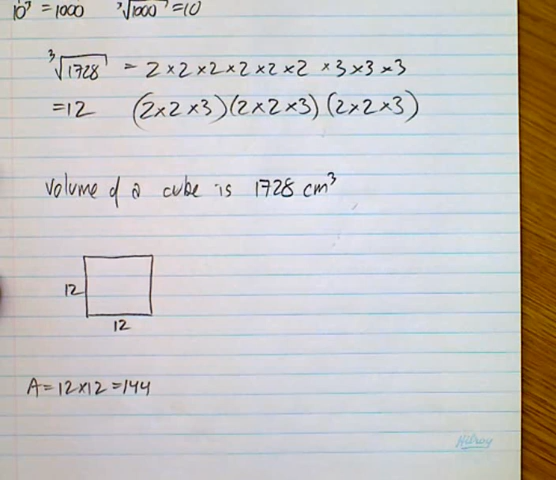 10³ = 1000 ³√1000 = 10
³√1728 = 2×2×2×2×2×2×3×3×3
=12 (2×2×3)(2×2×3)(2×2×3)
Volume of a cube is 1728 cm³
12
12
A=12×12=144
Hilroy